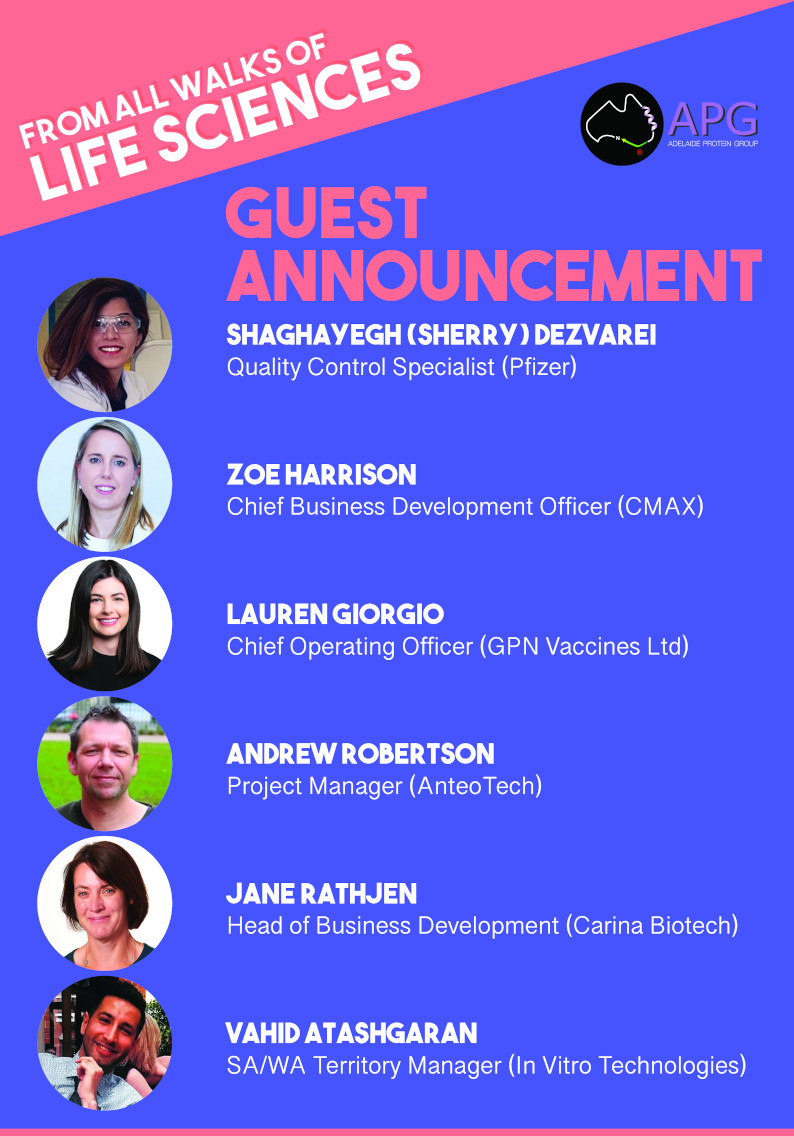 FROM ALL WALKS OF
LIFE SCIENCES
N
APG
ADELAIDE PROTEIN GROUP
GUEST
ANNOUNCEMENT
SHAGHAYEGH (SHERRY) DEZVAREI
Quality Control Specialist (Pfizer)
ZOE HARRISON
Chief Business Development Officer (CMAX)
LAUREN GIORGIO
Chief Operating Officer (GPN Vaccines Ltd)
ANDREW ROBERTSON
Project Manager (AnteoTech)
JANE RATHJEN
Head of Business Development (Carina Biotech)
VAHID ATASHGARAN
SA/WA Territory Manager (In Vitro Technologies)